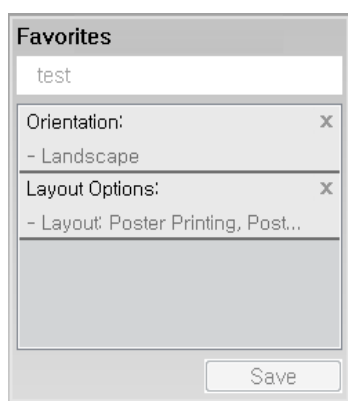 Favorites
test
Orientation: x
- Landscape
Layout Options: x
- Layout: Poster Printing, Post...
Save